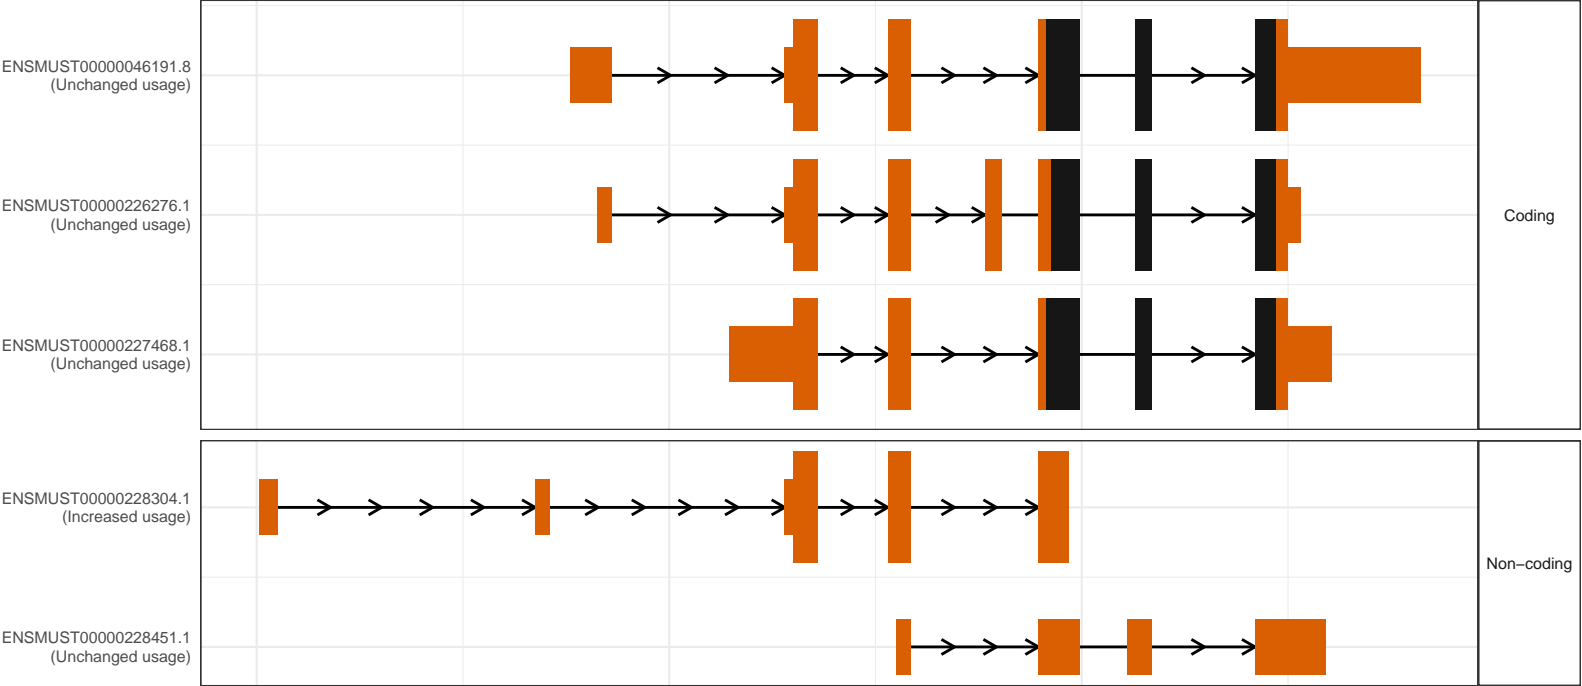 ENSMUST00000046191.8
(Unchanged usage)
ENSMUST00000226276.1
(Unchanged usage)
Coding
ENSMUST00000227468.1
(Unchanged usage)
ENSMUST00000228304.1
(Increased usage)
Non−coding
ENSMUST00000228451.1
(Unchanged usage)